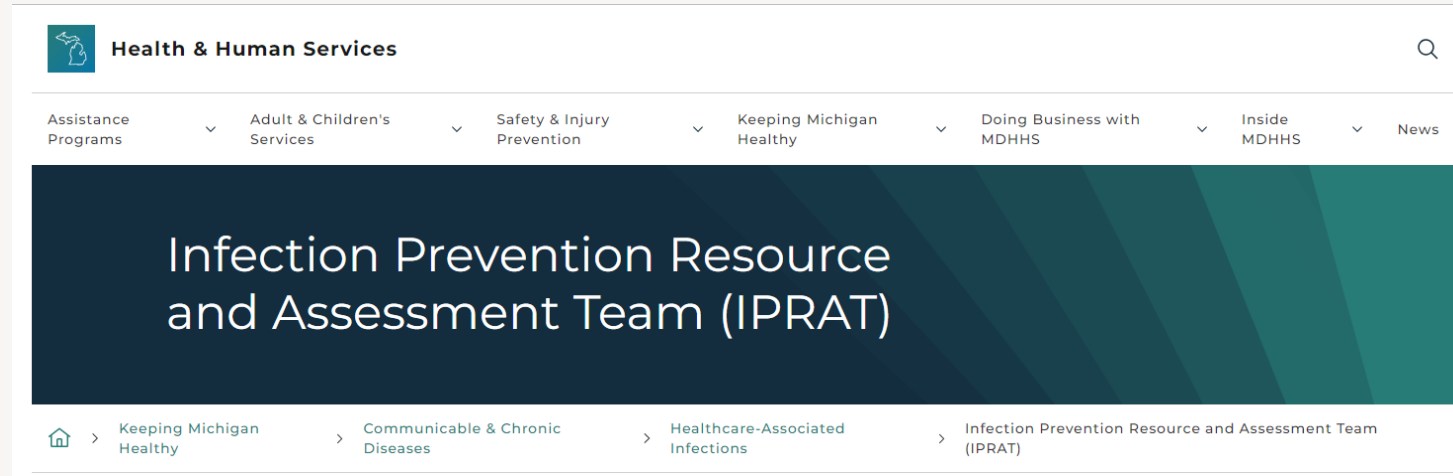 Health & Human Services
Assistance Programs
Adult & Children's Services
Safety & Injury Prevention
Keeping Michigan Healthy
Doing Business with MDHHS
Inside MDHHS
News
Infection Prevention Resource
and Assessment Team (IPRAT)
Keeping Michigan Healthy
Communicable & Chronic Diseases
Healthcare-Associated Infections
Infection Prevention Resource and Assessment Team (IPRAT)